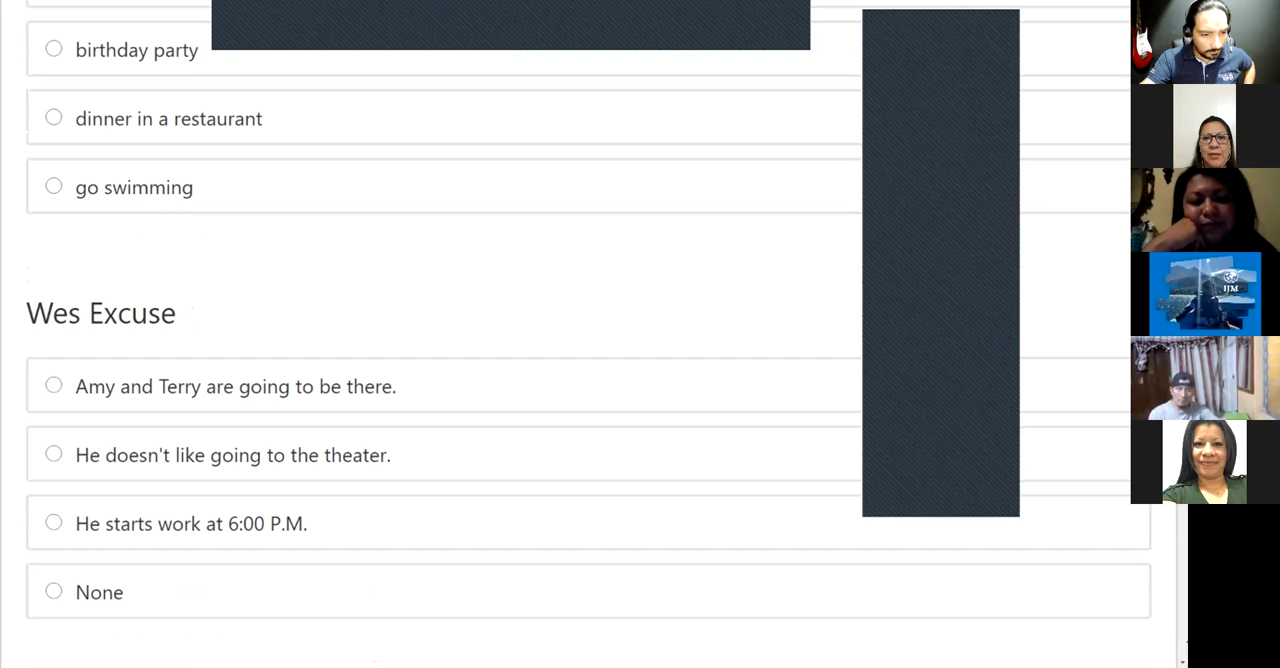 birthday party
dinner in a restaurant
go swimming
Wes Excuse
Amy and Terry are going to be there.
He doesn't like going to the theater.
He starts work at 6:00 P.M.
None
IJM